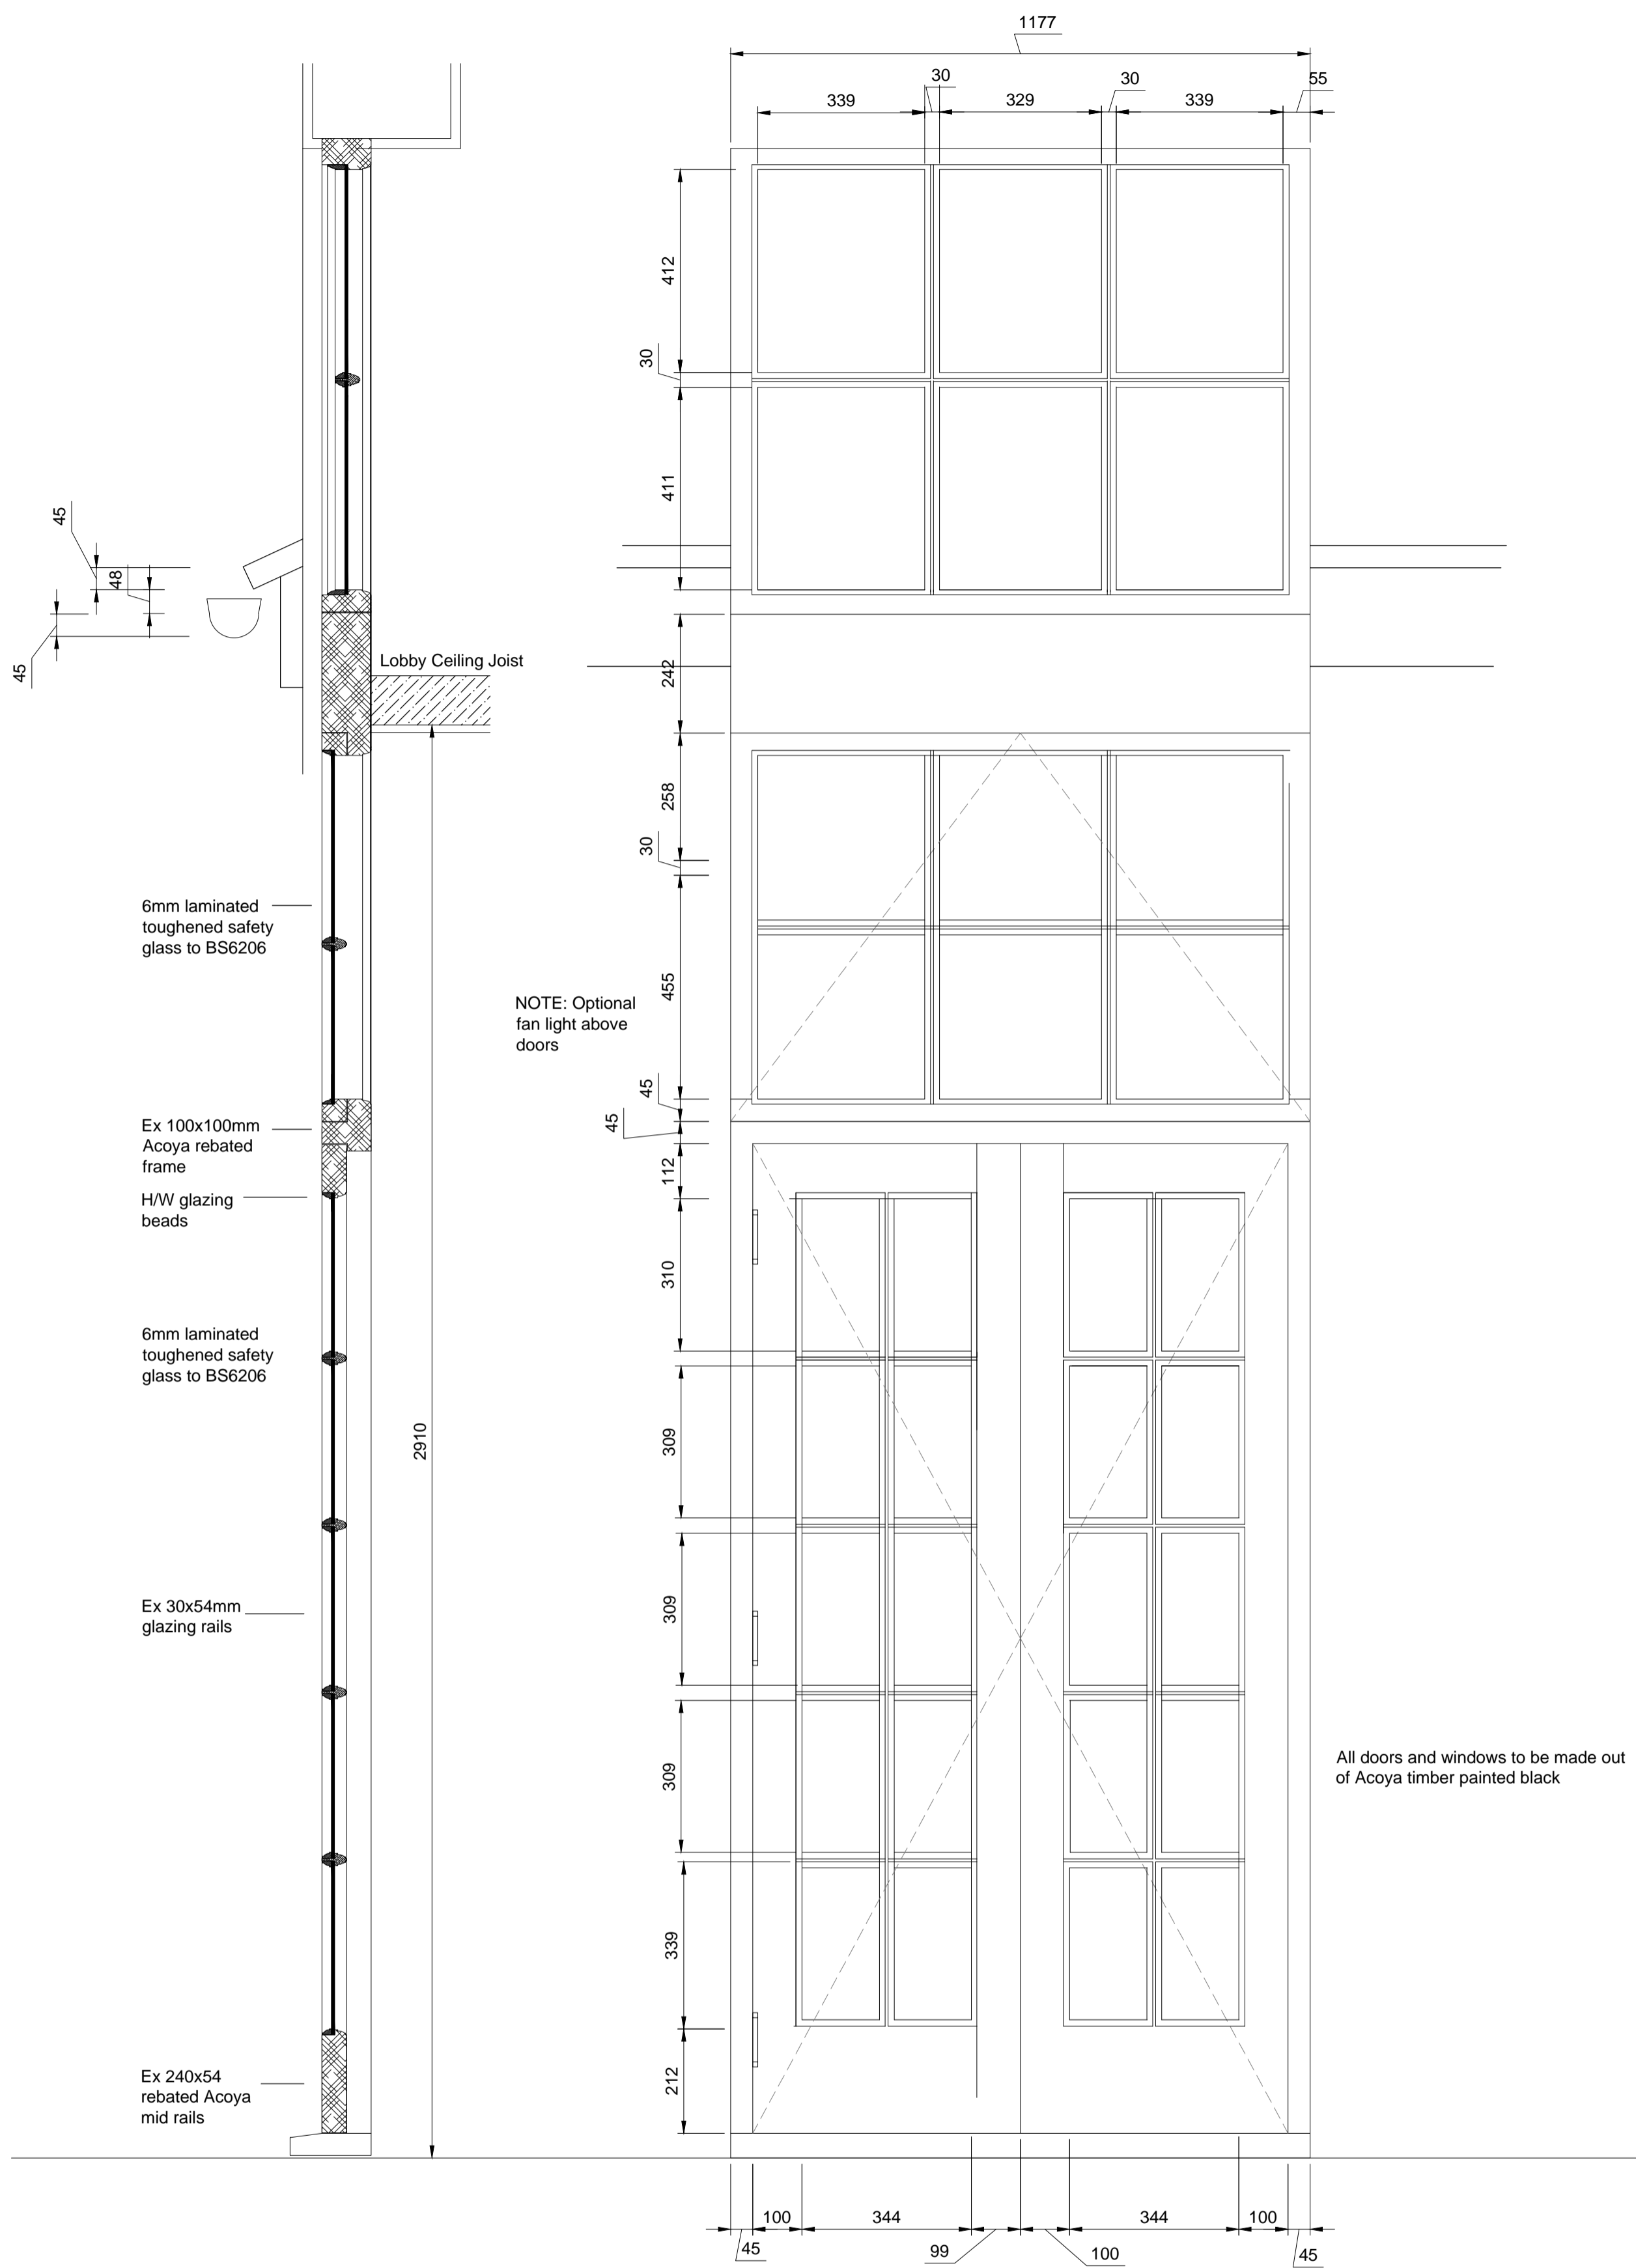 1177
30
30
55
339
329
339
412
30
411
45
48
45
Lobby Ceiling Joist
242
258
30
6mm laminated
toughened safety
glass to BS6206
455
NOTE: Optional
fan light above
doors
45
45
Ex 100x100mm
Acoya rebated
frame
112
H/W glazing
beads
310
6mm laminated
toughened safety
glass to BS6206
2910
309
Ex 30x54mm
glazing rails
309
309
All doors and windows to be made out
of Acoya timber painted black
339
Ex 240x54
rebated Acoya
mid rails
212
100
344
344
100
45
99
100
45